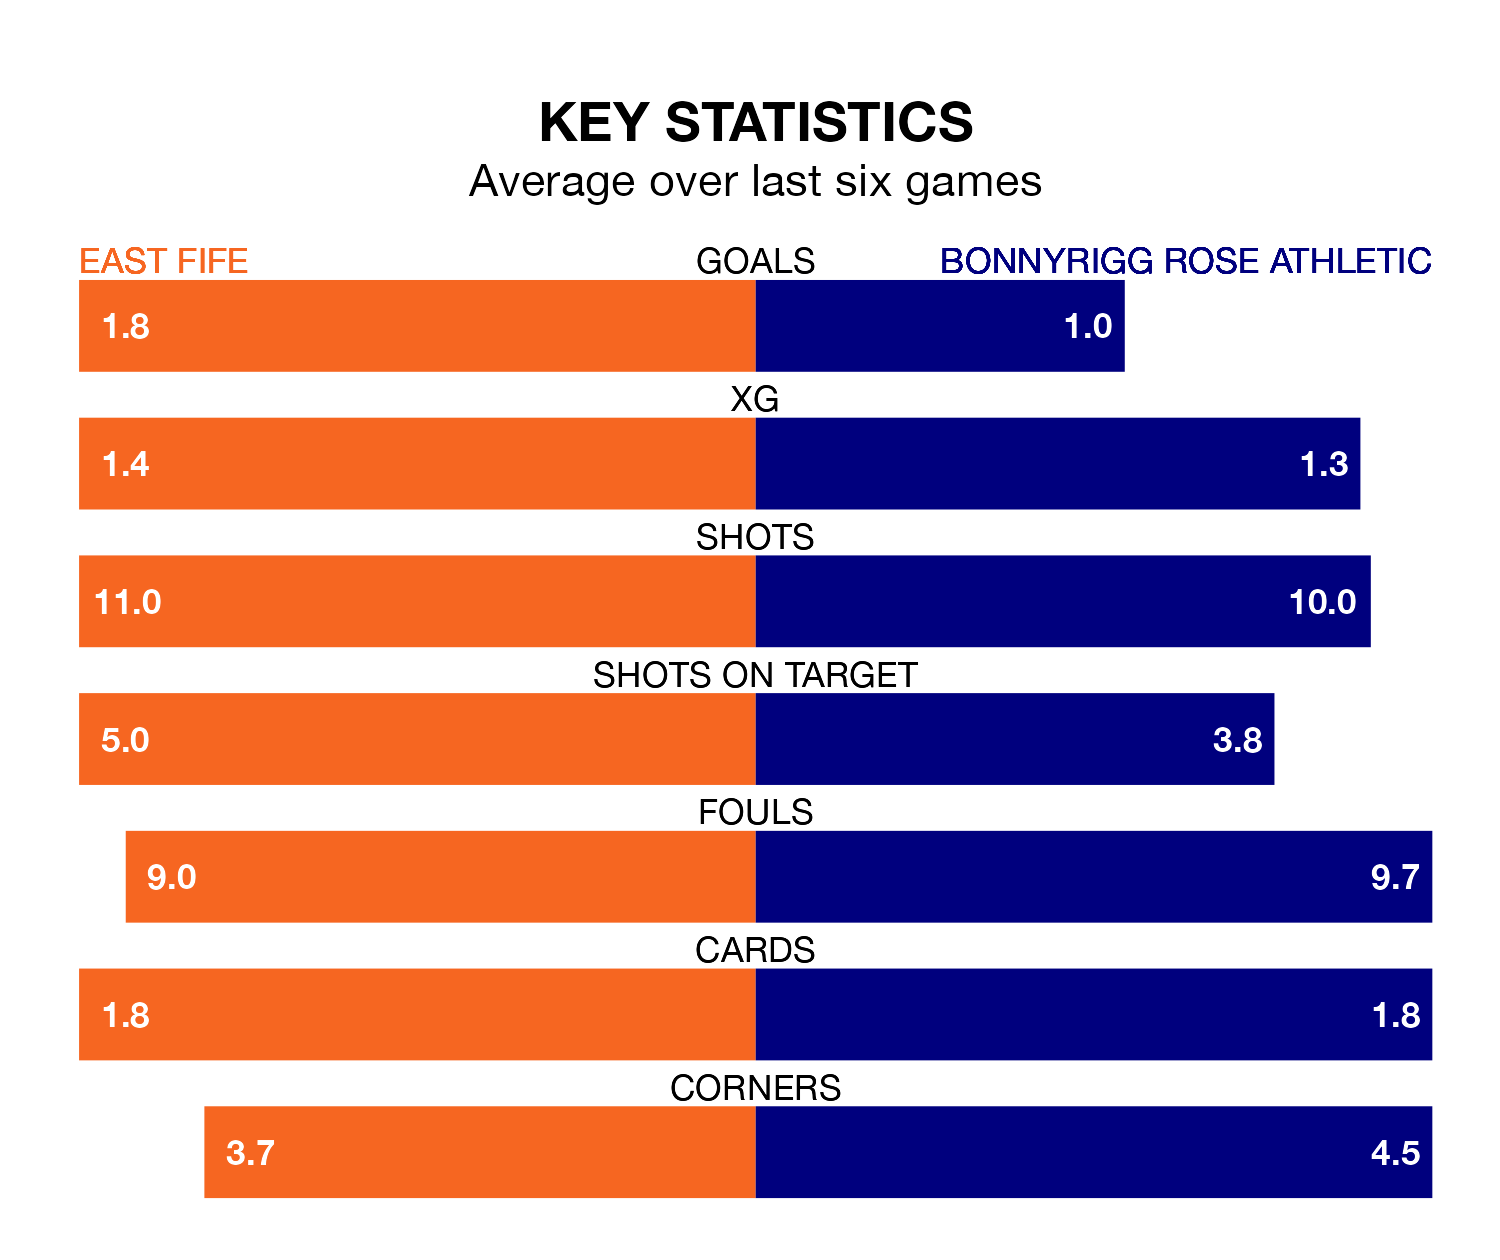 KEY STATISTICS
Average over last six games
EAST FIFE GOALS BONNYRIGG ROSE ATHLETIC
1.8 1.0
XG
1.4 1.3
SHOTS
11.0 10.0
SHOTS ON TARGET
5.0 3.8
FOULS
9.0 9.7
CARDS
1.8 1.8
CORNERS
3.7 4.5